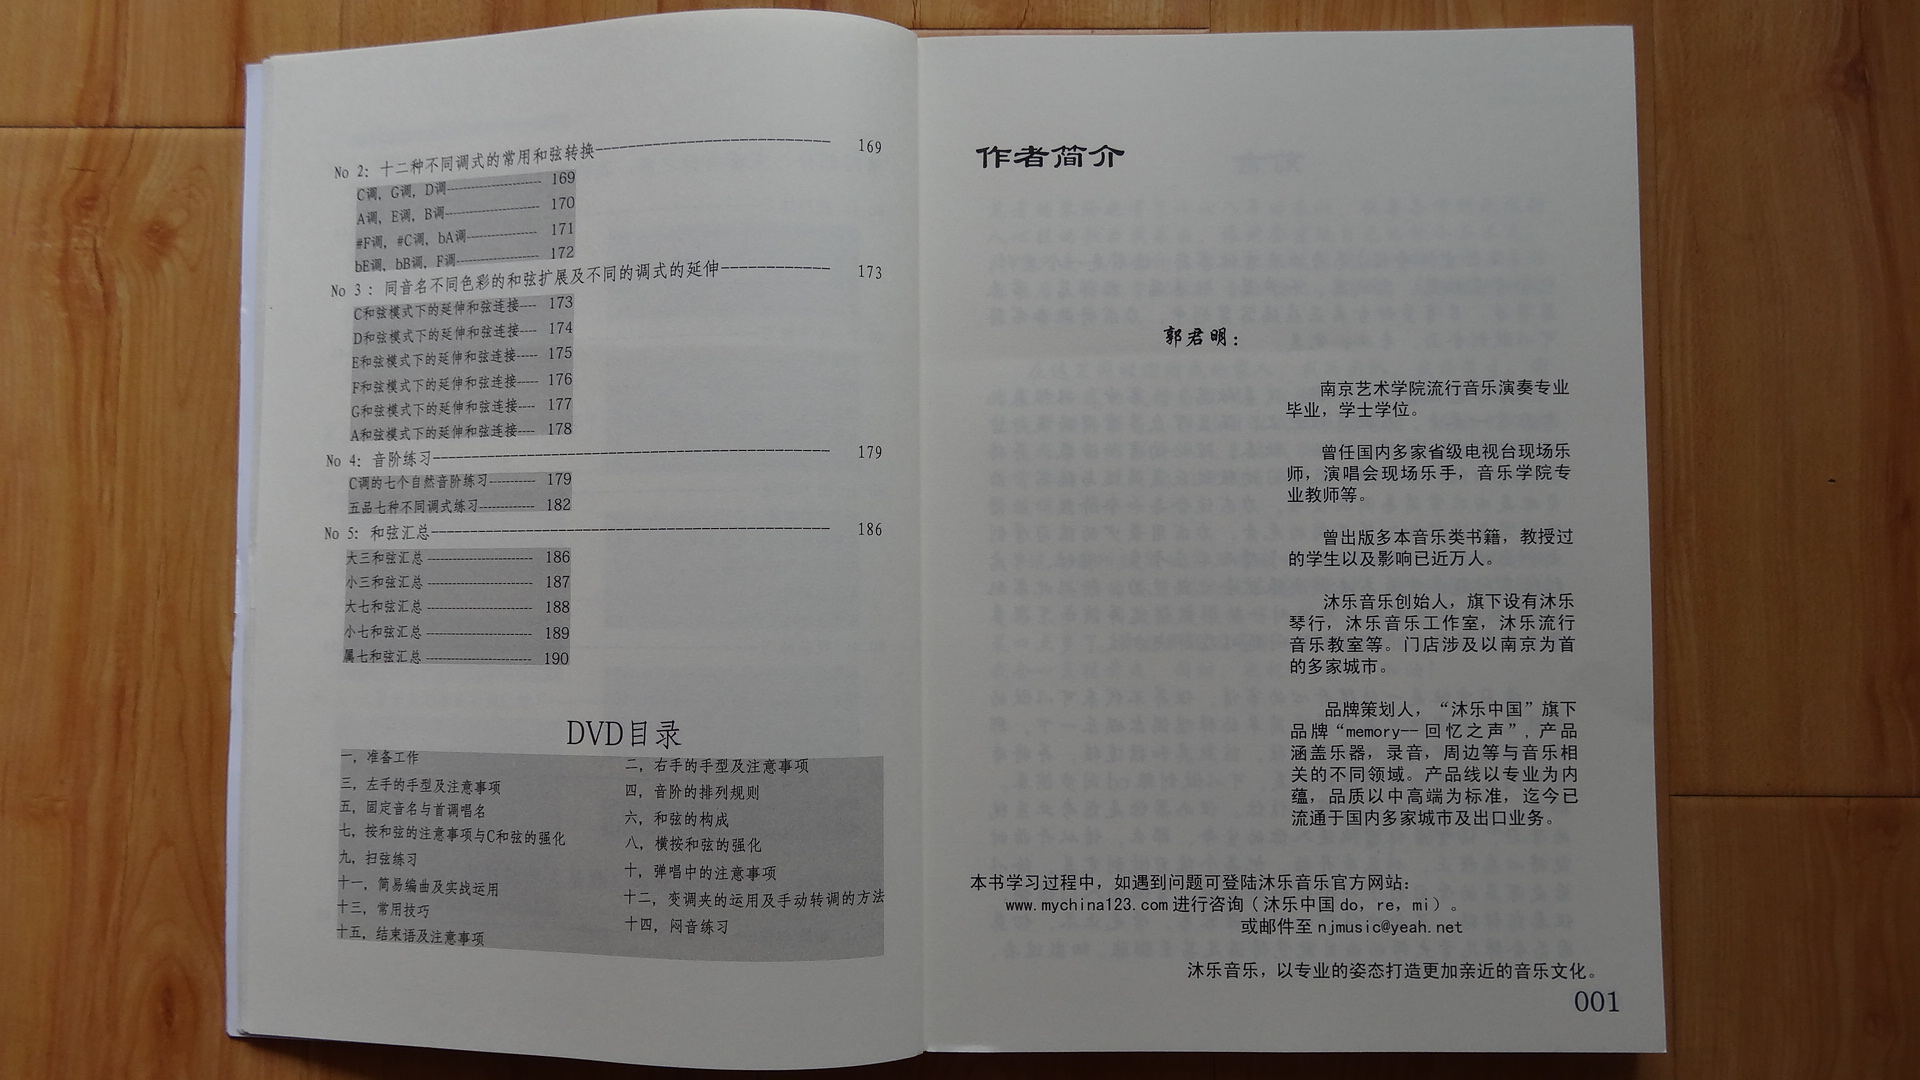 No 2: 十二种不同调式的常用和弦转换------ 169
C调, G调, D调------ 169
A调, E调, B调------ 170
#F调, #C调, bA调------ 171
bE调, bB调, F调------ 172
No 3 : 同音名不同色彩的和弦扩展及不同的调式的延伸------ 173
C和弦模式下的延伸和弦连接---- 173
D和弦模式下的延伸和弦连接---- 174
E和弦模式下的延伸和弦连接----- 175
F和弦模式下的延伸和弦连接----- 176
G和弦模式下的延伸和弦连接---- 177
A和弦模式下的延伸和弦连接---- 178
No 4: 音阶练习------ 179
C调的七个自然音阶练习------ 179
五品七种不同调式练习------ 182
No 5: 和弦汇总------ 186
大三和弦汇总------ 186
小三和弦汇总------ 187
大七和弦汇总------ 188
小七和弦汇总------ 189
属七和弦汇总------ 190
DVD目录
一, 准备工作
二, 右手的手型及注意事项
三, 左手的手型及注意事项
四, 音阶的排列规则
五, 固定音名与首调唱名
六, 和弦的构成
七, 按和弦的注意事项与C和弦的强化
八, 横按和弦的强化
九, 扫弦练习
十, 弹唱中的注意事项
十一, 简易编曲及实战运用
十二, 变调夹的运用及手动转调的方法
十三, 常用技巧
十四, 闷音练习
十五, 结束语及注意事项
作者简介
郭君明：
南京艺术学院流行音乐演奏专业
毕业，学士学位。
曾任国内多家省级电视台现场乐
师，演唱会现场乐手，音乐学院专
业教师等。
曾出版多本音乐类书籍，教授过
的学生以及影响已近万人。
沐乐音乐创始人，旗下设有沐乐
琴行，沐乐音乐工作室，沐乐流行
音乐教室等。门店涉及以南京为首
的多家城市。
品牌策划人，“沐乐中国”旗下
品牌“memory--回忆之声”, 产品
涵盖乐器，录音，周边等与音乐相
关的不同领域。产品线以专业为内
蕴，品质以中高端为标准，迄今已
流通于国内多家城市及出口业务。
本书学习过程中，如遇到问题可登陆沐乐音乐官方网站：
www.mychina123.com 进行咨询（沐乐中国 do, re, mi）。
或邮件至 njmusic@yeah.net
沐乐音乐，以专业的姿态打造更加亲近的音乐文化。
001